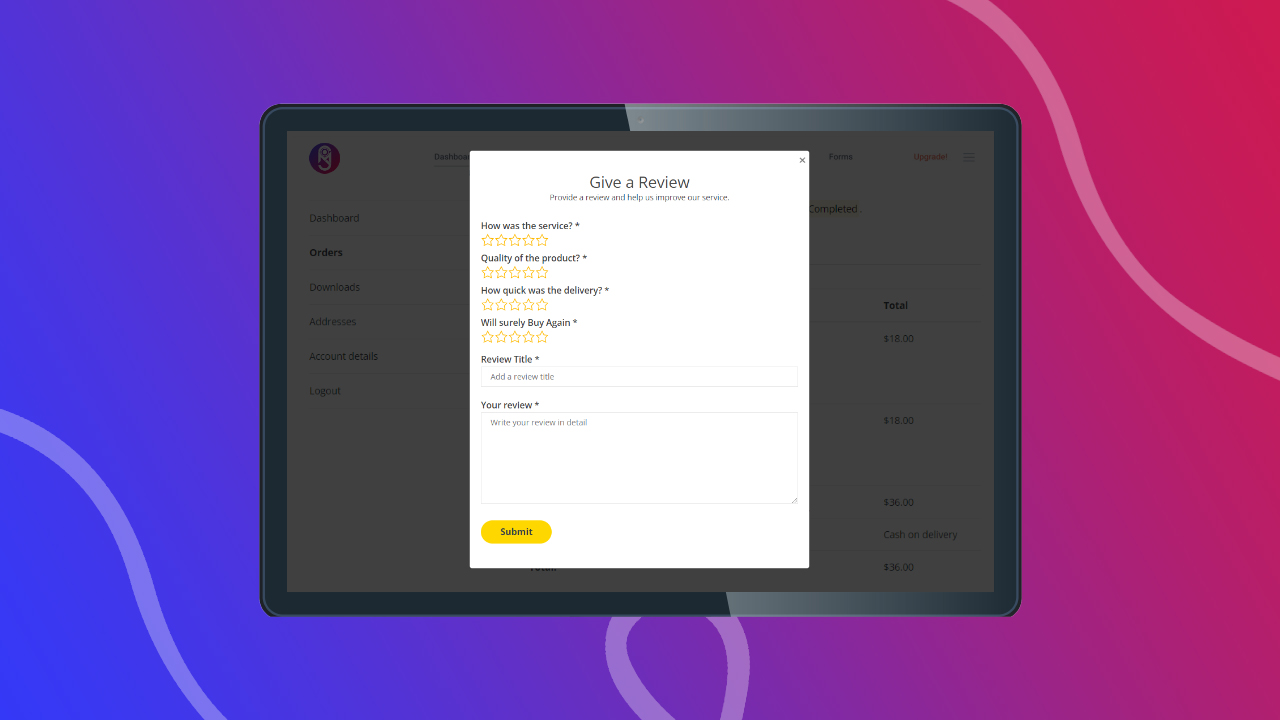 Dashboa
Forms
Upgrade!
Dashboard
Orders
Downloads
Addresses
Account details
Logout
Completed .
Total
$18.00
$18.00
$36.00
Cash on delivery
$36.00
×
Give a Review
Provide a review and help us improve our service.
How was the service? *
Quality of the product? *
How quick was the delivery? *
Will surely Buy Again *
Review Title *
Add a review title
Your review *
Write your review in detail
Submit